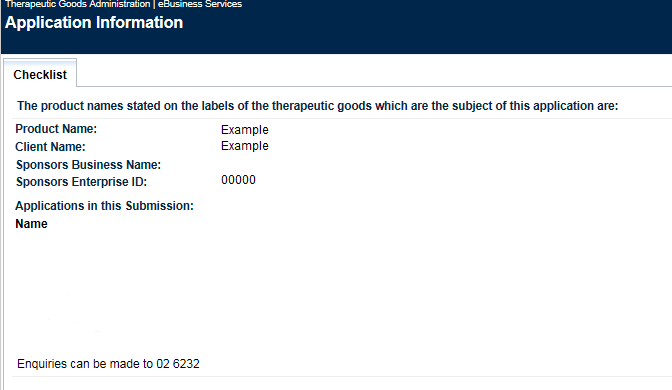 Therapeutic Goods Administration | eBusiness Services
Application Information
Checklist
The product names stated on the labels of the therapeutic goods which are the subject of this application are:
Product Name: Example
Client Name: Example
Sponsors Business Name:
Sponsors Enterprise ID: 00000
Applications in this Submission:
Name
Enquiries can be made to 02 6232